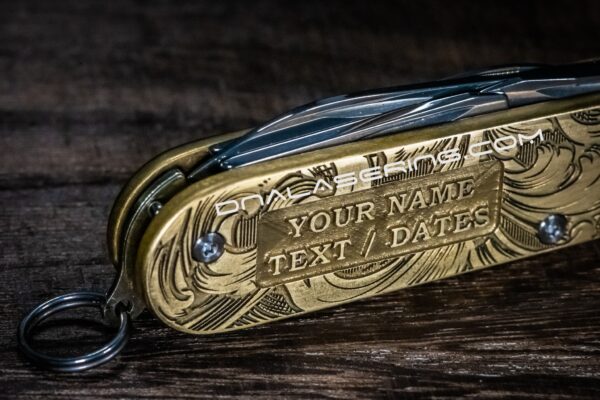 DNALASERING.COM
YOUR NAME
TEXT / DATES